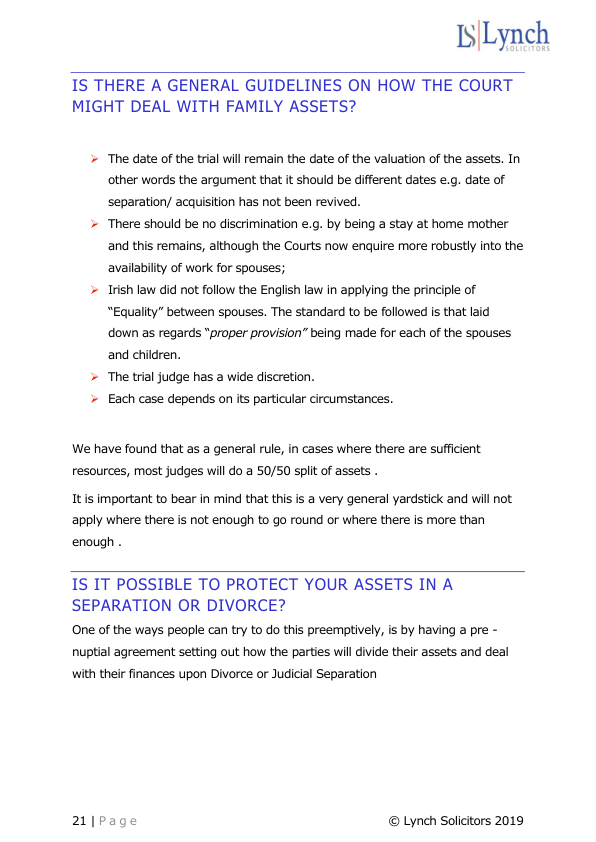 LS Lynch
SOLICITORS
IS THERE A GENERAL GUIDELINES ON HOW THE COURT
MIGHT DEAL WITH FAMILY ASSETS?
➢ The date of the trial will remain the date of the valuation of the assets. In
other words the argument that it should be different dates e.g. date of
separation/ acquisition has not been revived.
➢ There should be no discrimination e.g. by being a stay at home mother
and this remains, although the Courts now enquire more robustly into the
availability of work for spouses;
➢ Irish law did not follow the English law in applying the principle of
“Equality” between spouses. The standard to be followed is that laid
down as regards “proper provision” being made for each of the spouses
and children.
➢ The trial judge has a wide discretion.
➢ Each case depends on its particular circumstances.
We have found that as a general rule, in cases where there are sufficient
resources, most judges will do a 50/50 split of assets .
It is important to bear in mind that this is a very general yardstick and will not
apply where there is not enough to go round or where there is more than
enough .
IS IT POSSIBLE TO PROTECT YOUR ASSETS IN A
SEPARATION OR DIVORCE?
One of the ways people can try to do this preemptively, is by having a pre -
nuptial agreement setting out how the parties will divide their assets and deal
with their finances upon Divorce or Judicial Separation
21 | Page © Lynch Solicitors 2019